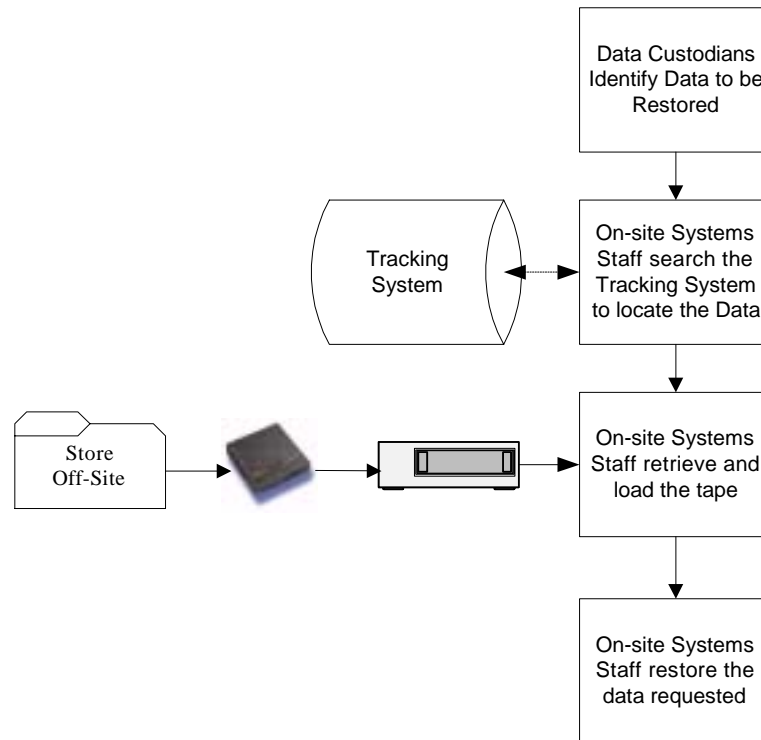 Data Custodians
Identify Data to be
Restored
Tracking
System
On-site Systems
Staff search the
Tracking System
to locate the Data
Store
Off-Site
On-site Systems
Staff retrieve and
load the tape
On-site Systems
Staff restore the
data requested